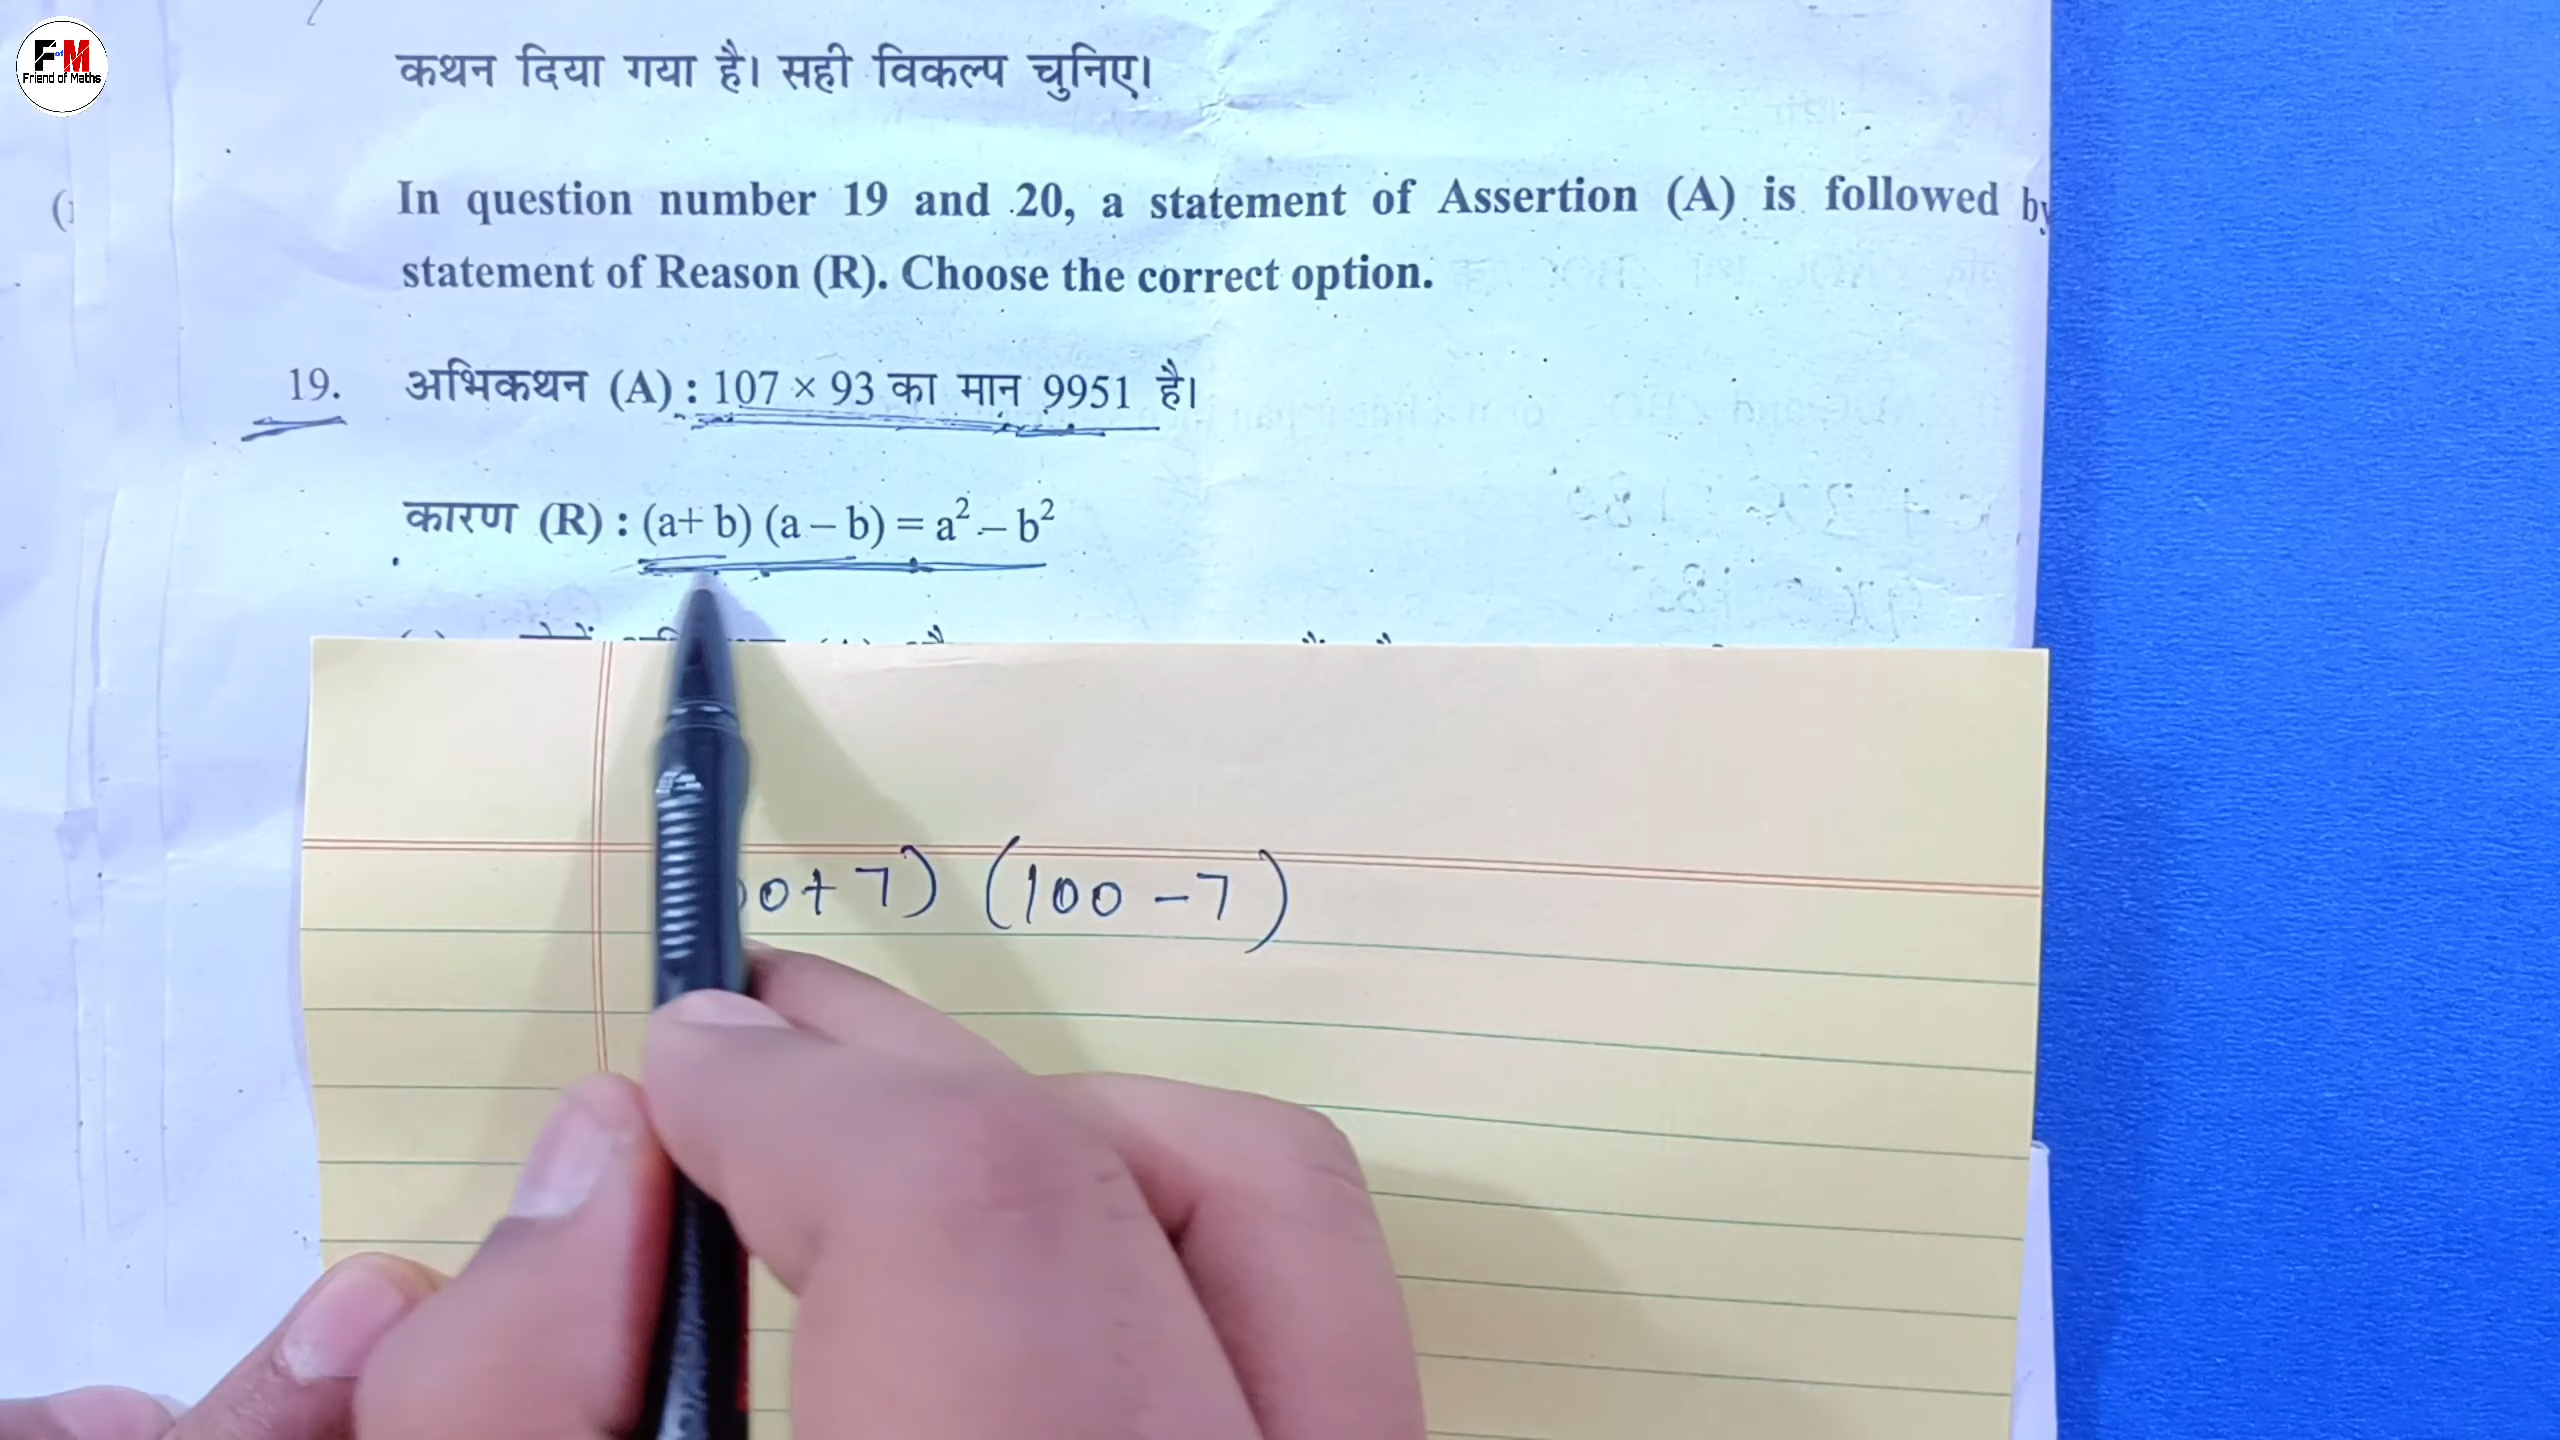 FofM
Friend of Maths
कथन दिया गया है। सही विकल्प चुनिए।
In question number 19 and 20, a statement of Assertion (A) is followed by
statement of Reason (R). Choose the correct option.
19. अभिकथन (A) : 107 × 93 का मान 9951 है।
कारण (R) : (a+ b) (a – b) = a² – b²
0+7) (100-7)